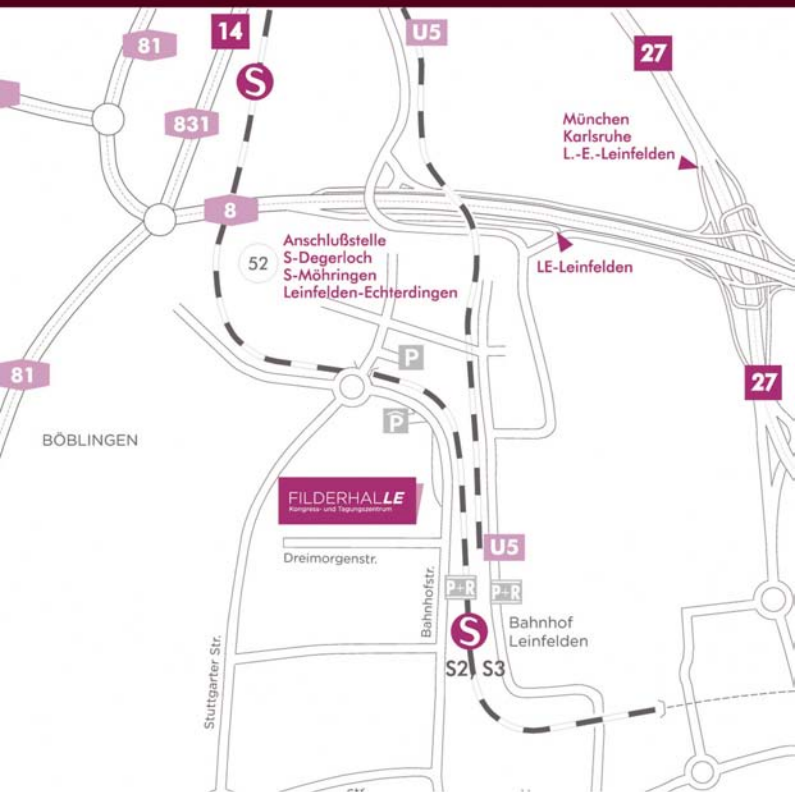 81
14
U5
27
S
831
München
Karlsruhe
L.-E.-Leinfelden
8
52
Anschlußstelle
S-Degerloch
S-Möhringen
Leinfelden-Echterdingen
LE-Leinfelden
P
81
27
P
BÖBLINGEN
FILDERHALLE
Kongress- und Tagungszentrum
Dreimorgenstr.
U5
Bahnhofstr.
P+R
P+R
S
Bahnhof
Leinfelden
S2, S3
Stuttgarter Str.